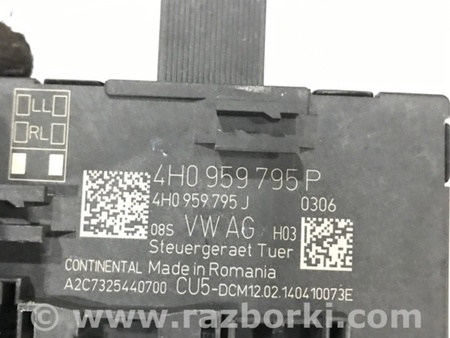 LL
RL
4H0 959 795 P
4H0 959 795 J 0306
08S VW AG H03
Steuergeraet Tuer
CONTINENTAL Made in Romania
A2C7325440700 CU5-DCM12.02.140410073E
www.razborki.com